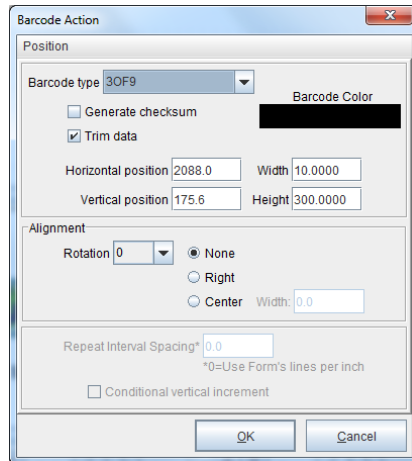 Barcode Action
Position
Barcode type 3OF9
Barcode Color
Generate checksum
Trim data
Horizontal position 2088.0 Width 10.0000
Vertical position 175.6 Height 300.0000
Alignment
Rotation 0 None
Right
Center Width: 0.0
Repeat Interval Spacing* 0.0
*0=Use Form's lines per inch
Conditional vertical increment
OK Cancel